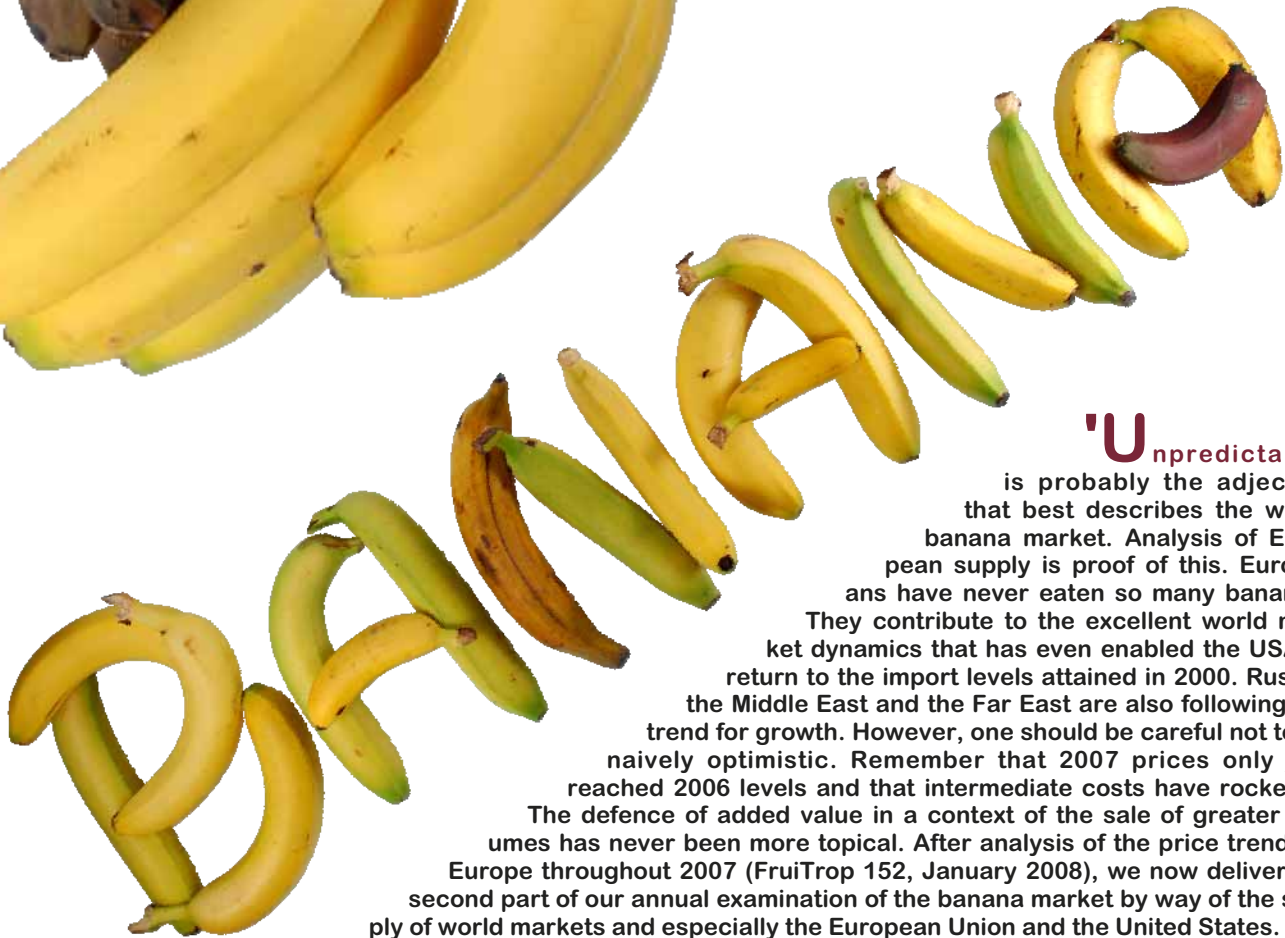 BANANA
'Unpredicta
is probably the adjec
that best describes the w
banana market. Analysis of E
pean supply is proof of this. Euro
ans have never eaten so many bana
They contribute to the excellent world
ket dynamics that has even enabled the USA
return to the import levels attained in 2000. Rus
the Middle East and the Far East are also following
trend for growth. However, one should be careful not t
naively optimistic. Remember that 2007 prices only
reached 2006 levels and that intermediate costs have rocke
The defence of added value in a context of the sale of greater
umes has never been more topical. After analysis of the price trend
Europe throughout 2007 (FruiTrop 152, January 2008), we now deliver
second part of our annual examination of the banana market by way of the s
ply of world markets and especially the European Union and the United States.